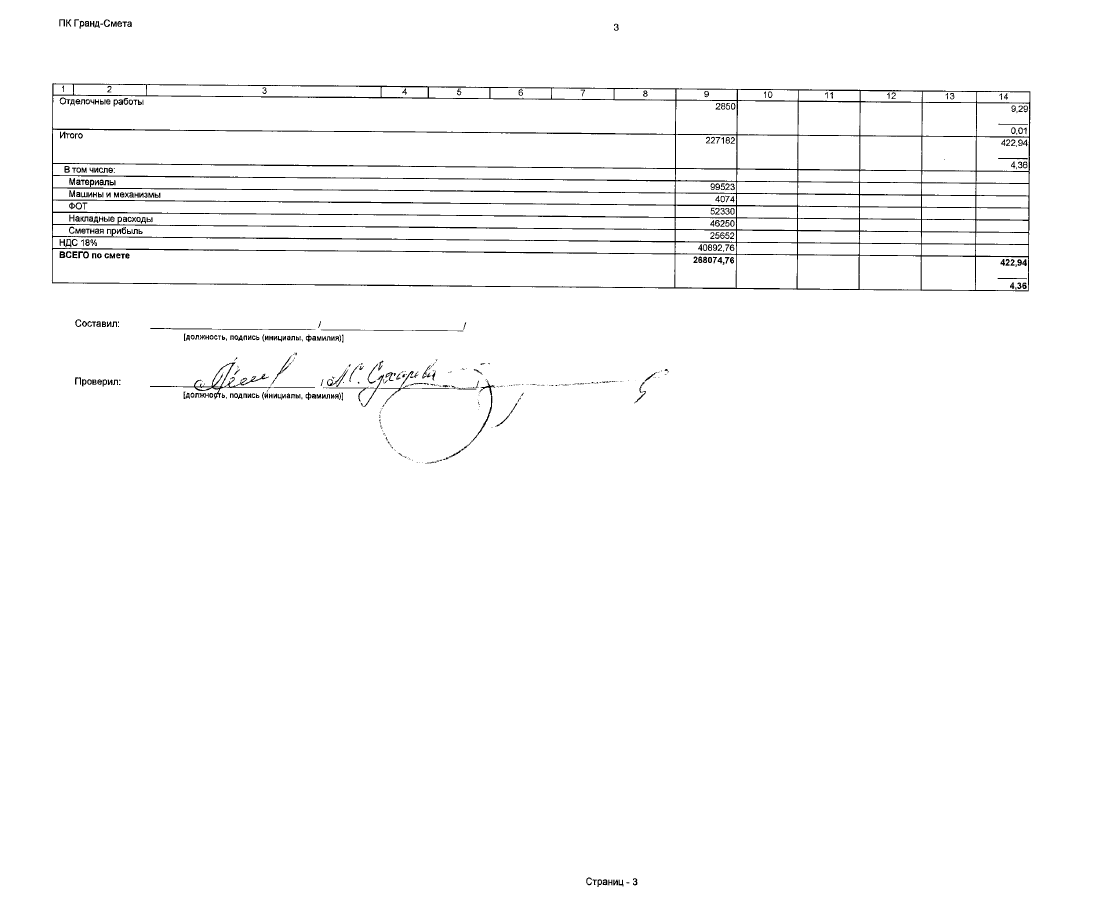 ПК Гранд-Смета
3
1 2 3 4 5 6 7 8 9 10 11 12 13 14
Отделочные работы 2850 9,29
0,01
Итого 227182 422,94
4,36
В том числе:
Материалы 99523
Машины и механизмы 4074
ФОТ 52330
Накладные расходы 46250
Сметная прибыль 25652
НДС 18% 40892,76
ВСЕГО по смете 268074,76 422,94
4,36
Составил: / /
[должность, подпись (инициалы, фамилия)]
Проверил:
[должность, подпись (инициалы, фамилия)]
Страниц - 3